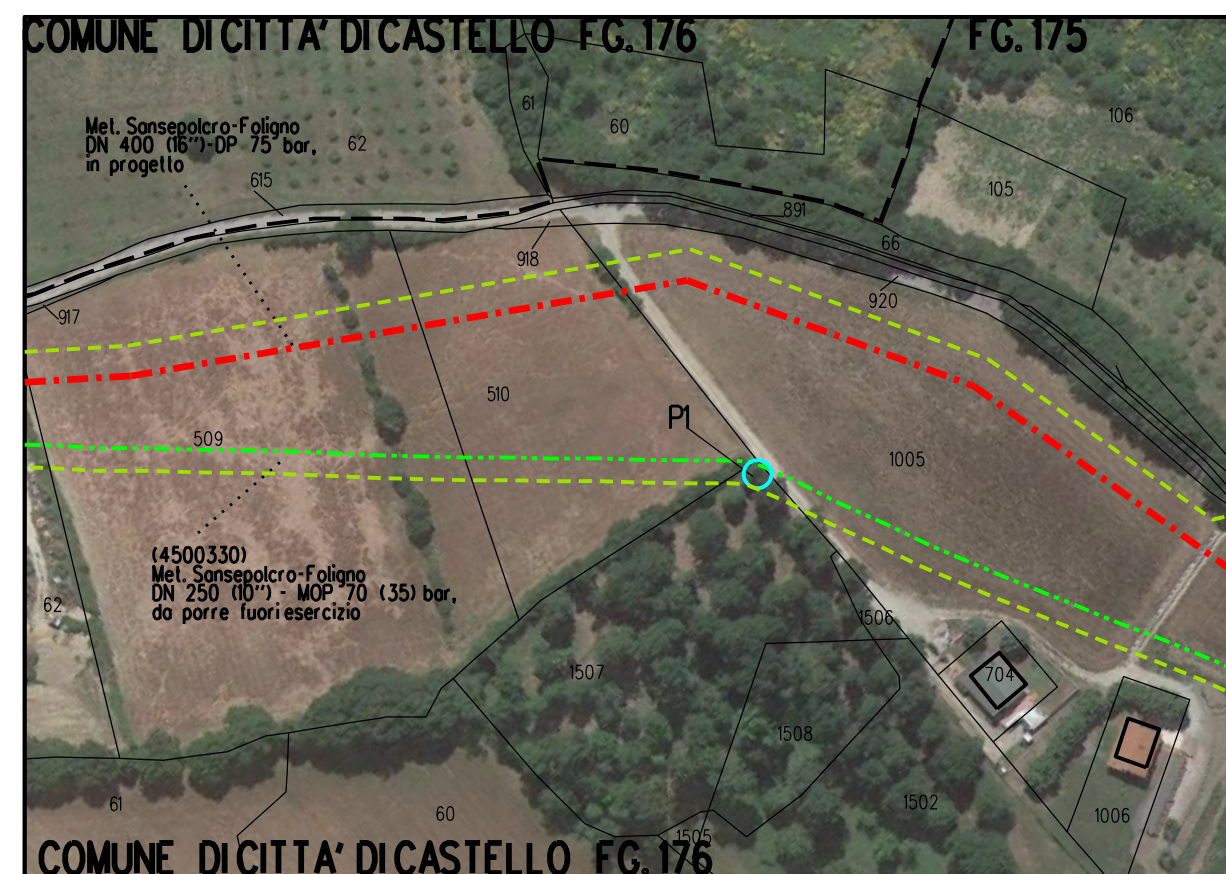 COMUNE DI CITTA' DI CASTELLO FG. 176
FG. 175
61
60
106
Met. Sansepolcro-Foligno
DN 400 (16")-DP 75 bar,
in progetto
62
615
105
891
66
918
920
917
510
P1
509
1005
(4500330)
Met. Sansepolcro-Foligno
DN 250 (10") - MOP 70 (35) bar,
da porre fuori esercizio
62
1506
1507
704
1508
61
60
1502
1006
1505
COMUNE DI CITTA' DI CASTELLO FG. 176